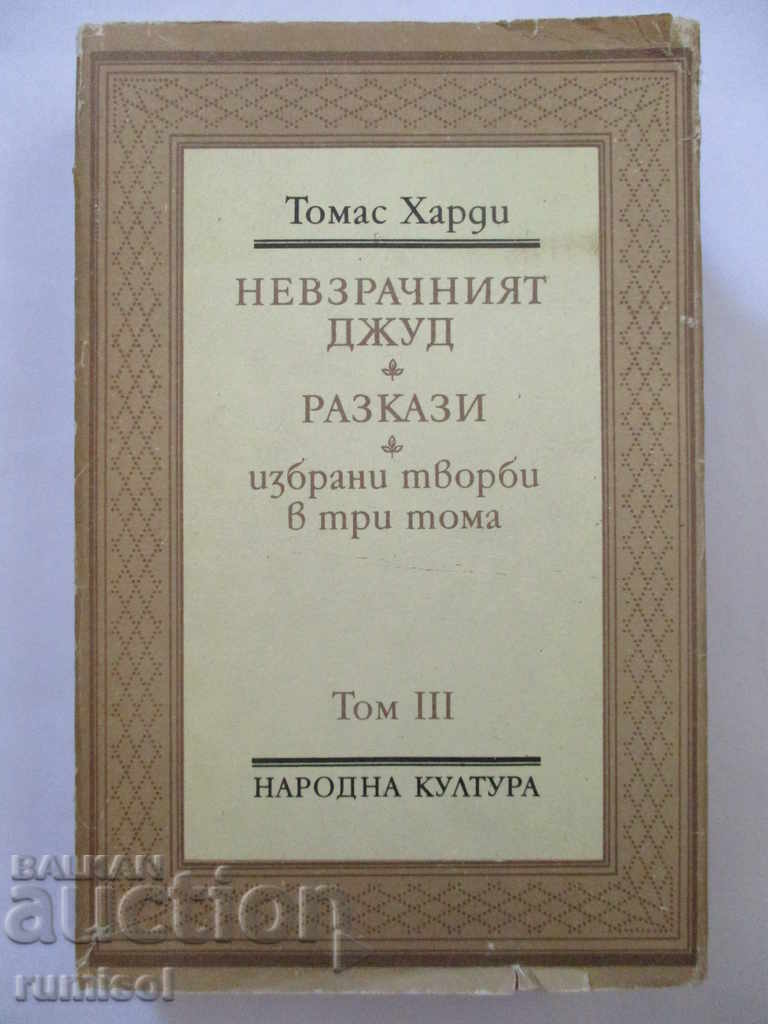 Томас Харди
НЕВЗРАЧНИЯТ
ДЖУД
РАЗКАЗИ
избрани творби
в три тома
Том III
НАРОДНА КУЛТУРА
BALKAN
auction
rumisol